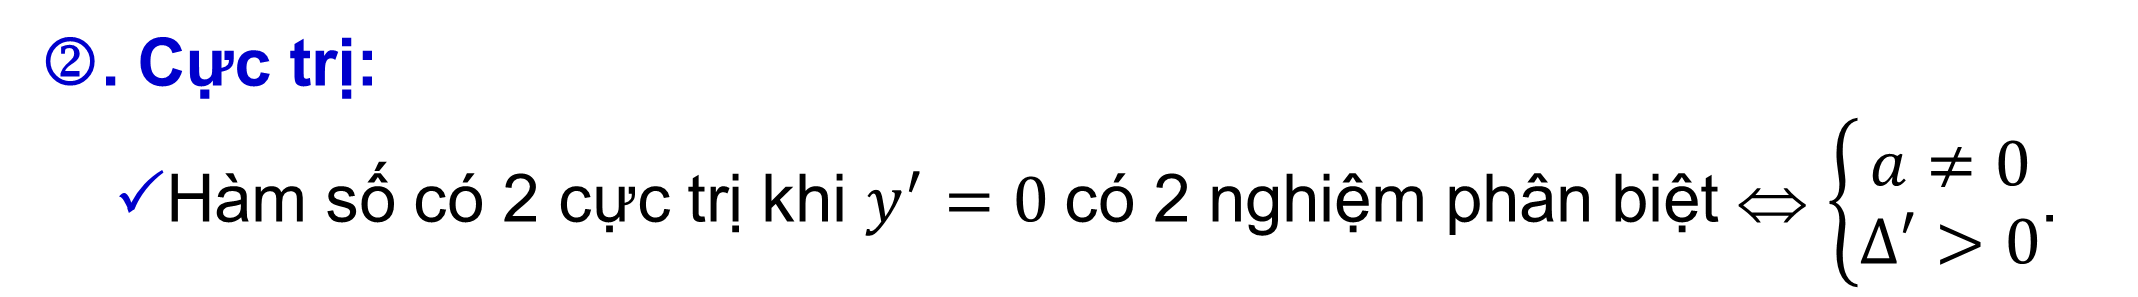 ②. Cực trị:
✓Hàm số có 2 cực trị khi y′ = 0 có 2 nghiệm phân biệt ⇔ { a ≠ 0
Δ′ > 0 .